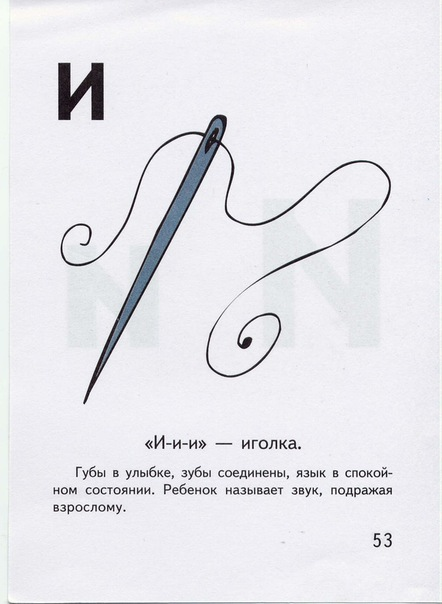 И
«И-и-и» — иголка.
Губы в улыбке, зубы соединены, язык в спокой-
ном состоянии. Ребенок называет звук, подражая
взрослому.
53